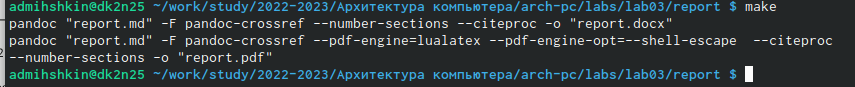 admihshkin@dk2n25 ~/work/study/2022-2023/Архитектура компьютера/arch-pc/labs/lab03/report $ make
pandoc "report.md" -F pandoc-crossref --number-sections --citeproc -o "report.docx"
pandoc "report.md" -F pandoc-crossref --pdf-engine=lualatex --pdf-engine-opt=--shell-escape  --citeproc
--number-sections -o "report.pdf"
admihshkin@dk2n25 ~/work/study/2022-2023/Архитектура компьютера/arch-pc/labs/lab03/report $